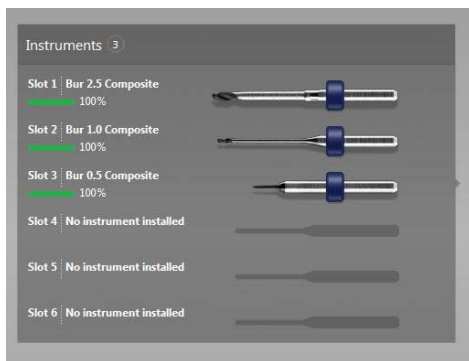 Instruments 3
Slot 1 Bur 2.5 Composite
100%
Slot 2 Bur 1.0 Composite
100%
Slot 3 Bur 0.5 Composite
100%
Slot 4 No instrument installed
Slot 5 No instrument installed
Slot 6 No instrument installed